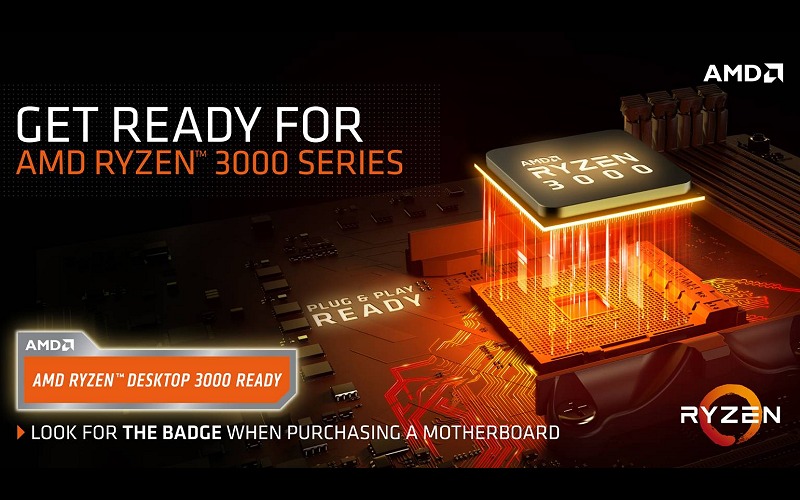 AMD
GET READY FOR
AMD RYZEN™ 3000 SERIES
AMD
RYZEN
3000
PLUG & PLAY
READY
AMD
AMD RYZEN™ DESKTOP 3000 READY
LOOK FOR THE BADGE WHEN PURCHASING A MOTHERBOARD
RYZEN